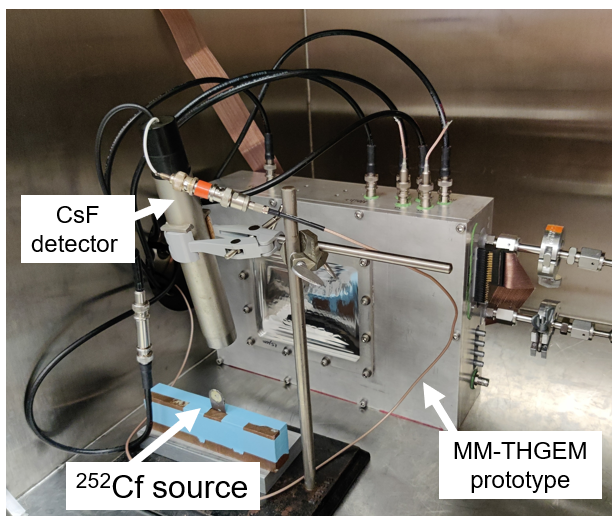 CsF
detector
²⁵²Cf source
MM-THGEM
prototype